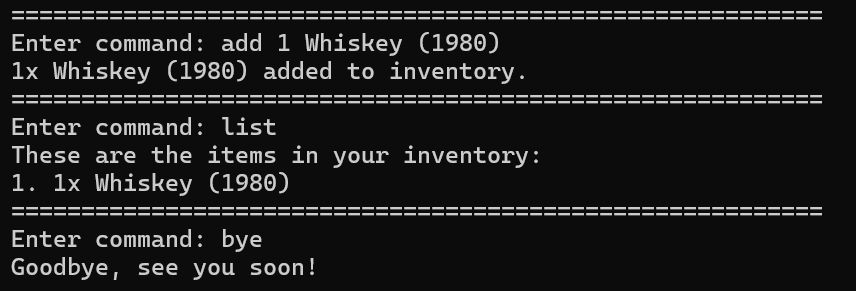 ==========================================================
Enter command: add 1 Whiskey (1980)
1x Whiskey (1980) added to inventory.
==========================================================
Enter command: list
These are the items in your inventory:
1. 1x Whiskey (1980)
==========================================================
Enter command: bye
Goodbye, see you soon!